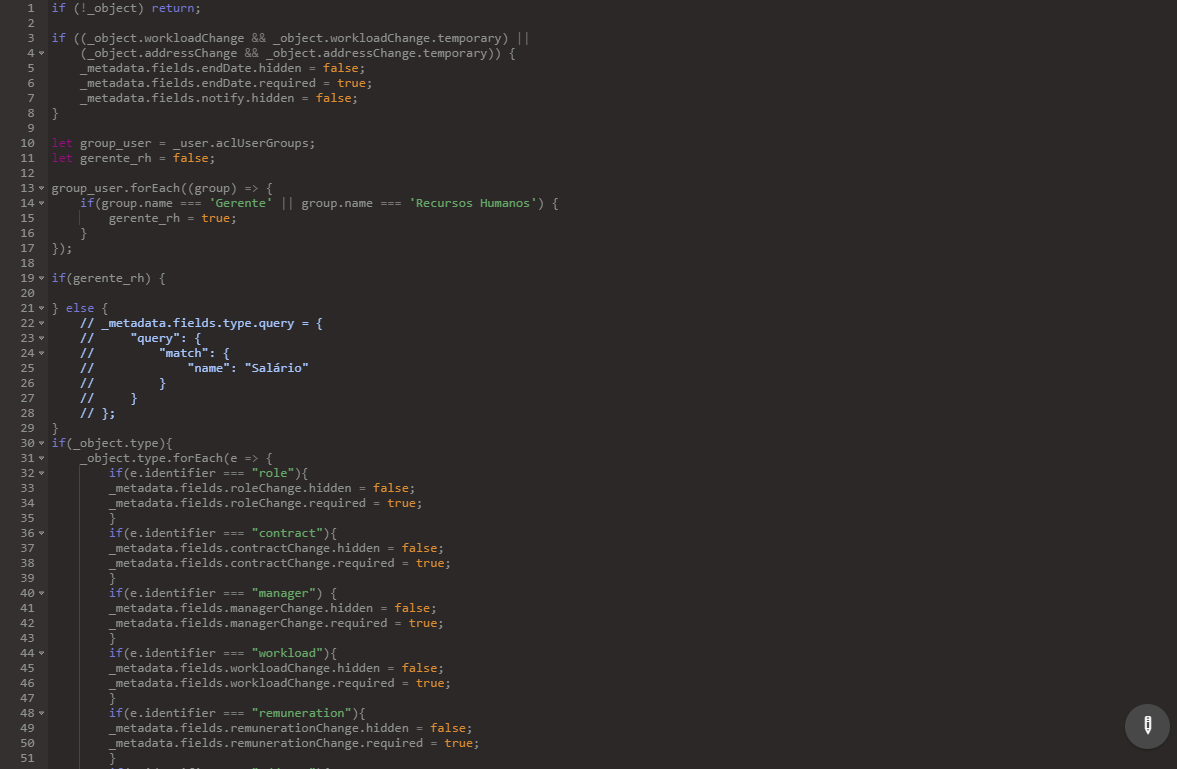 1 if (!_object) return;
2
3 if ((_object.workloadChange && _object.workloadChange.temporary) ||
4 (_object.addressChange && _object.addressChange.temporary)) {
5 _metadata.fields.endDate.hidden = false;
6 _metadata.fields.endDate.required = true;
7 _metadata.fields.notify.hidden = false;
8 }
9
10 let group_user = _user.aclUserGroups;
11 let gerente_rh = false;
12
13 group_user.forEach((group) => {
14 if(group.name === 'Gerente' || group.name === 'Recursos Humanos') {
15 gerente_rh = true;
16 }
17 });
18
19 if(gerente_rh) {
20
21 } else {
22 // _metadata.fields.type.query = {
23 // "query": {
24 // "match": {
25 // "name": "Salário"
26 // }
27 // }
28 // };
29 }
30 if(_object.type){
31 _object.type.forEach(e => {
32 if(e.identifier === "role"){
33 _metadata.fields.roleChange.hidden = false;
34 _metadata.fields.roleChange.required = true;
35 }
36 if(e.identifier === "contract"){
37 _metadata.fields.contractChange.hidden = false;
38 _metadata.fields.contractChange.required = true;
39 }
40 if(e.identifier === "manager") {
41 _metadata.fields.managerChange.hidden = false;
42 _metadata.fields.managerChange.required = true;
43 }
44 if(e.identifier === "workload"){
45 _metadata.fields.workloadChange.hidden = false;
46 _metadata.fields.workloadChange.required = true;
47 }
48 if(e.identifier === "remuneration"){
49 _metadata.fields.remunerationChange.hidden = false;
50 _metadata.fields.remunerationChange.required = true;
51 }